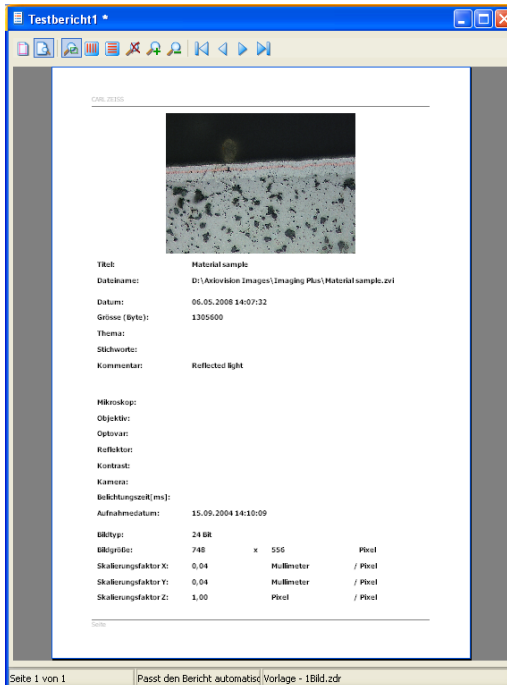 Testbericht1 *
CARL ZEISS
Titel: Material sample
Dateiname: D:\Axiovision Images\Imaging Plus\Material sample.zvi
Datum: 06.05.2008 14:07:32
Grösse (Byte): 1305600
Thema:
Stichworte:
Kommentar: Reflected light
Mikroskop:
Objektiv:
Optovar:
Reflektor:
Kontrast:
Kamera:
Belichtungszeit[ms]:
Aufnahmedatum: 15.09.2004 14:10:09
Bildtyp: 24 Bit
Bildgröße: 748 x 556 Pixel
Skalierungsfaktor X: 0,04 Mullimeter / Pixel
Skalierungsfaktor Y: 0,04 Mullimeter / Pixel
Skalierungsfaktor Z: 1,00 Pixel / Pixel
Seite
Seite 1 von 1 Passt den Bericht automatisc Vorlage - 1Bild.zdr